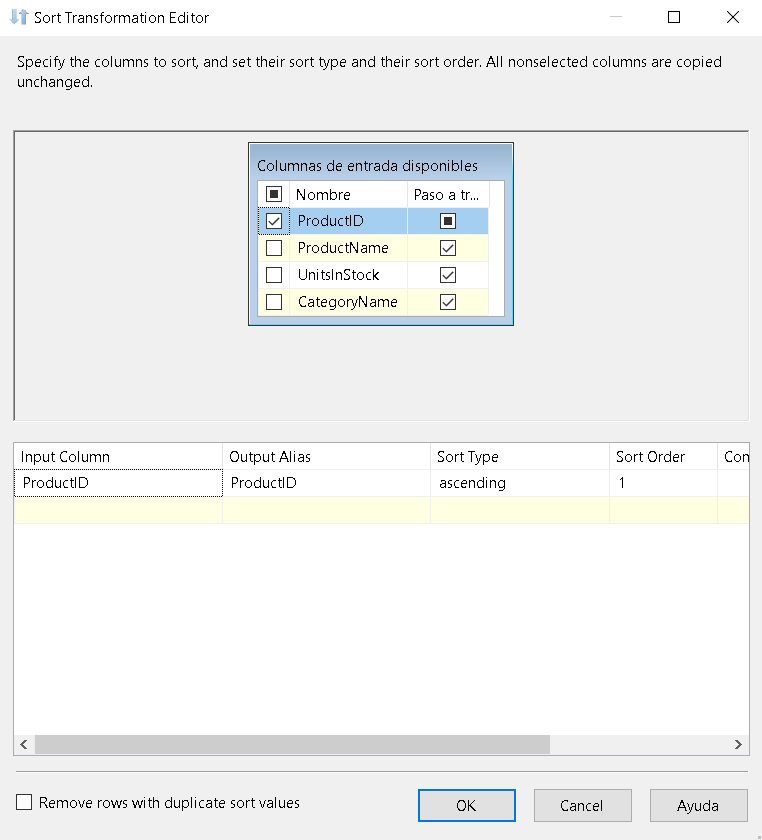 Sort Transformation Editor
Specify the columns to sort, and set their sort type and their sort order. All nonselected columns are copied
unchanged.
Columnas de entrada disponibles
Nombre Paso a tr...
ProductID
ProductName
UnitsInStock
CategoryName
Input Column Output Alias Sort Type Sort Order Con
ProductID ProductID ascending 1
Remove rows with duplicate sort values OK Cancel Ayuda